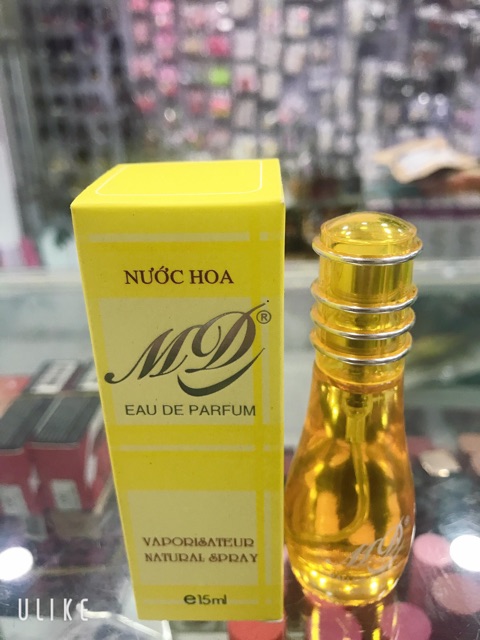 NƯỚC HOA
MD®
EAU DE PARFUM
VAPORISATEUR
NATURAL SPRAY
e15ml
MD
ULIKE